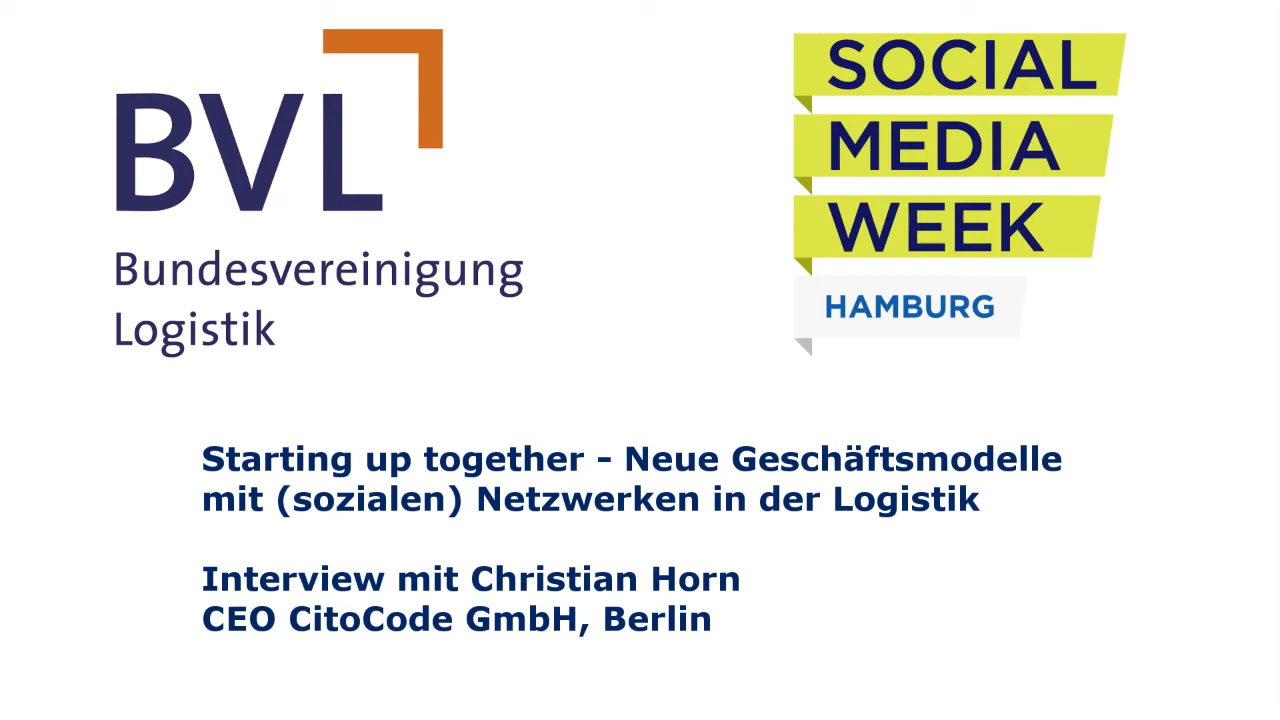 BVL
Bundesvereinigung
Logistik
SOCIAL
MEDIA
WEEK
HAMBURG
Starting up together - Neue Geschäftsmodelle
mit (sozialen) Netzwerken in der Logistik
Interview mit Christian Horn
CEO CitoCode GmbH, Berlin